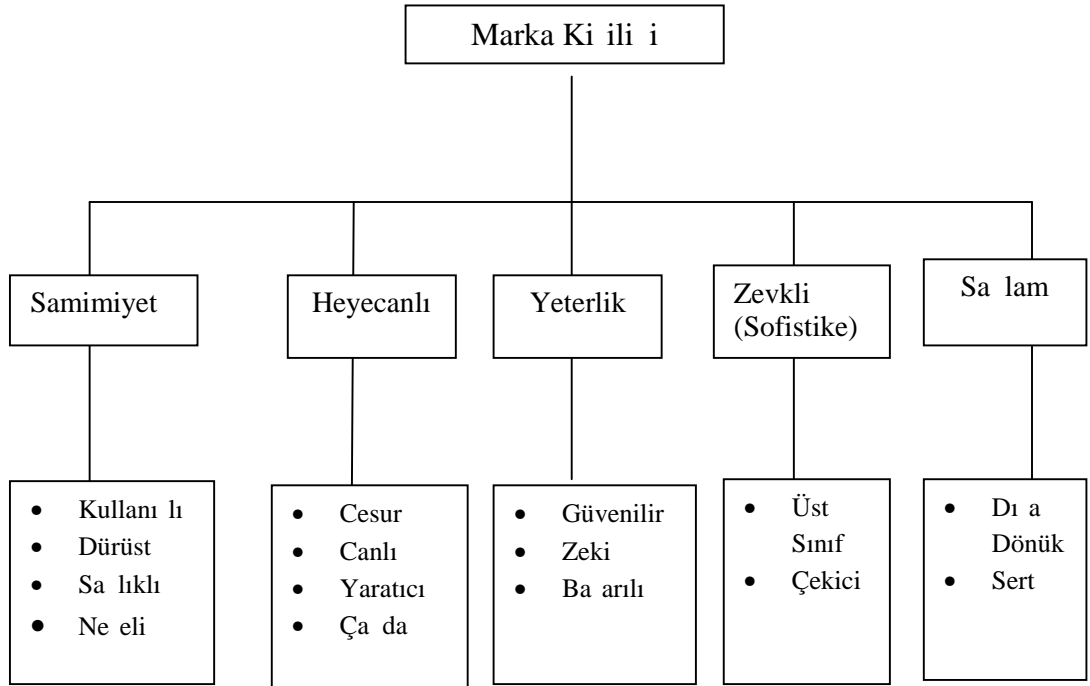 Marka Ki ili i
Samimiyet
Heyecanlı
Yeterlik
Zevkli
(Sofistike)
Sa lam
• Kullanı lı
• Dürüst
• Sa lıklı
• Ne eli
• Cesur
• Canlı
• Yaratıcı
• Ça da
• Güvenilir
• Zeki
• Ba arılı
• Üst
Sınıf
• Çekici
• Dı a
Dönük
• Sert